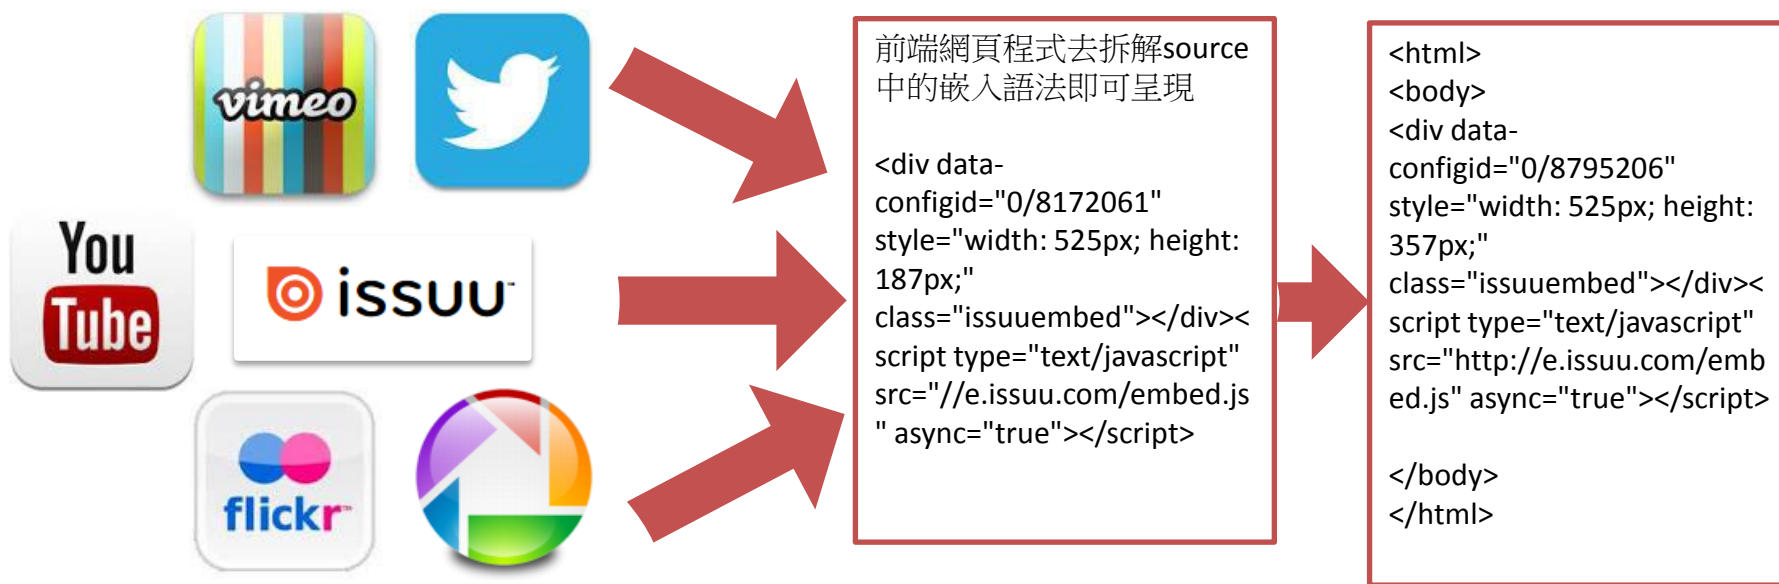 vimeo
You
Tube
issuu™
flickr™
前端網頁程式去拆解source
中的嵌入語法即可呈現
<div data-
configid="0/8172061"
style="width: 525px; height:
187px;"
class="issuuembed"></div><
script type="text/javascript"
src="//e.issuu.com/embed.js
" async="true"></script>
<html>
<body>
<div data-
configid="0/8795206"
style="width: 525px; height:
357px;"
class="issuuembed"></div><
script type="text/javascript"
src="http://e.issuu.com/emb
ed.js" async="true"></script>
</body>
</html>